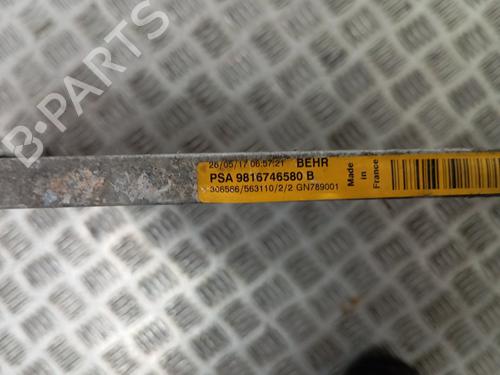 B-PARTS
26/05/17 06:57:21 BEHR
PSA 9816746580 B
306566/563110/2/2 GN789001
Made in
France